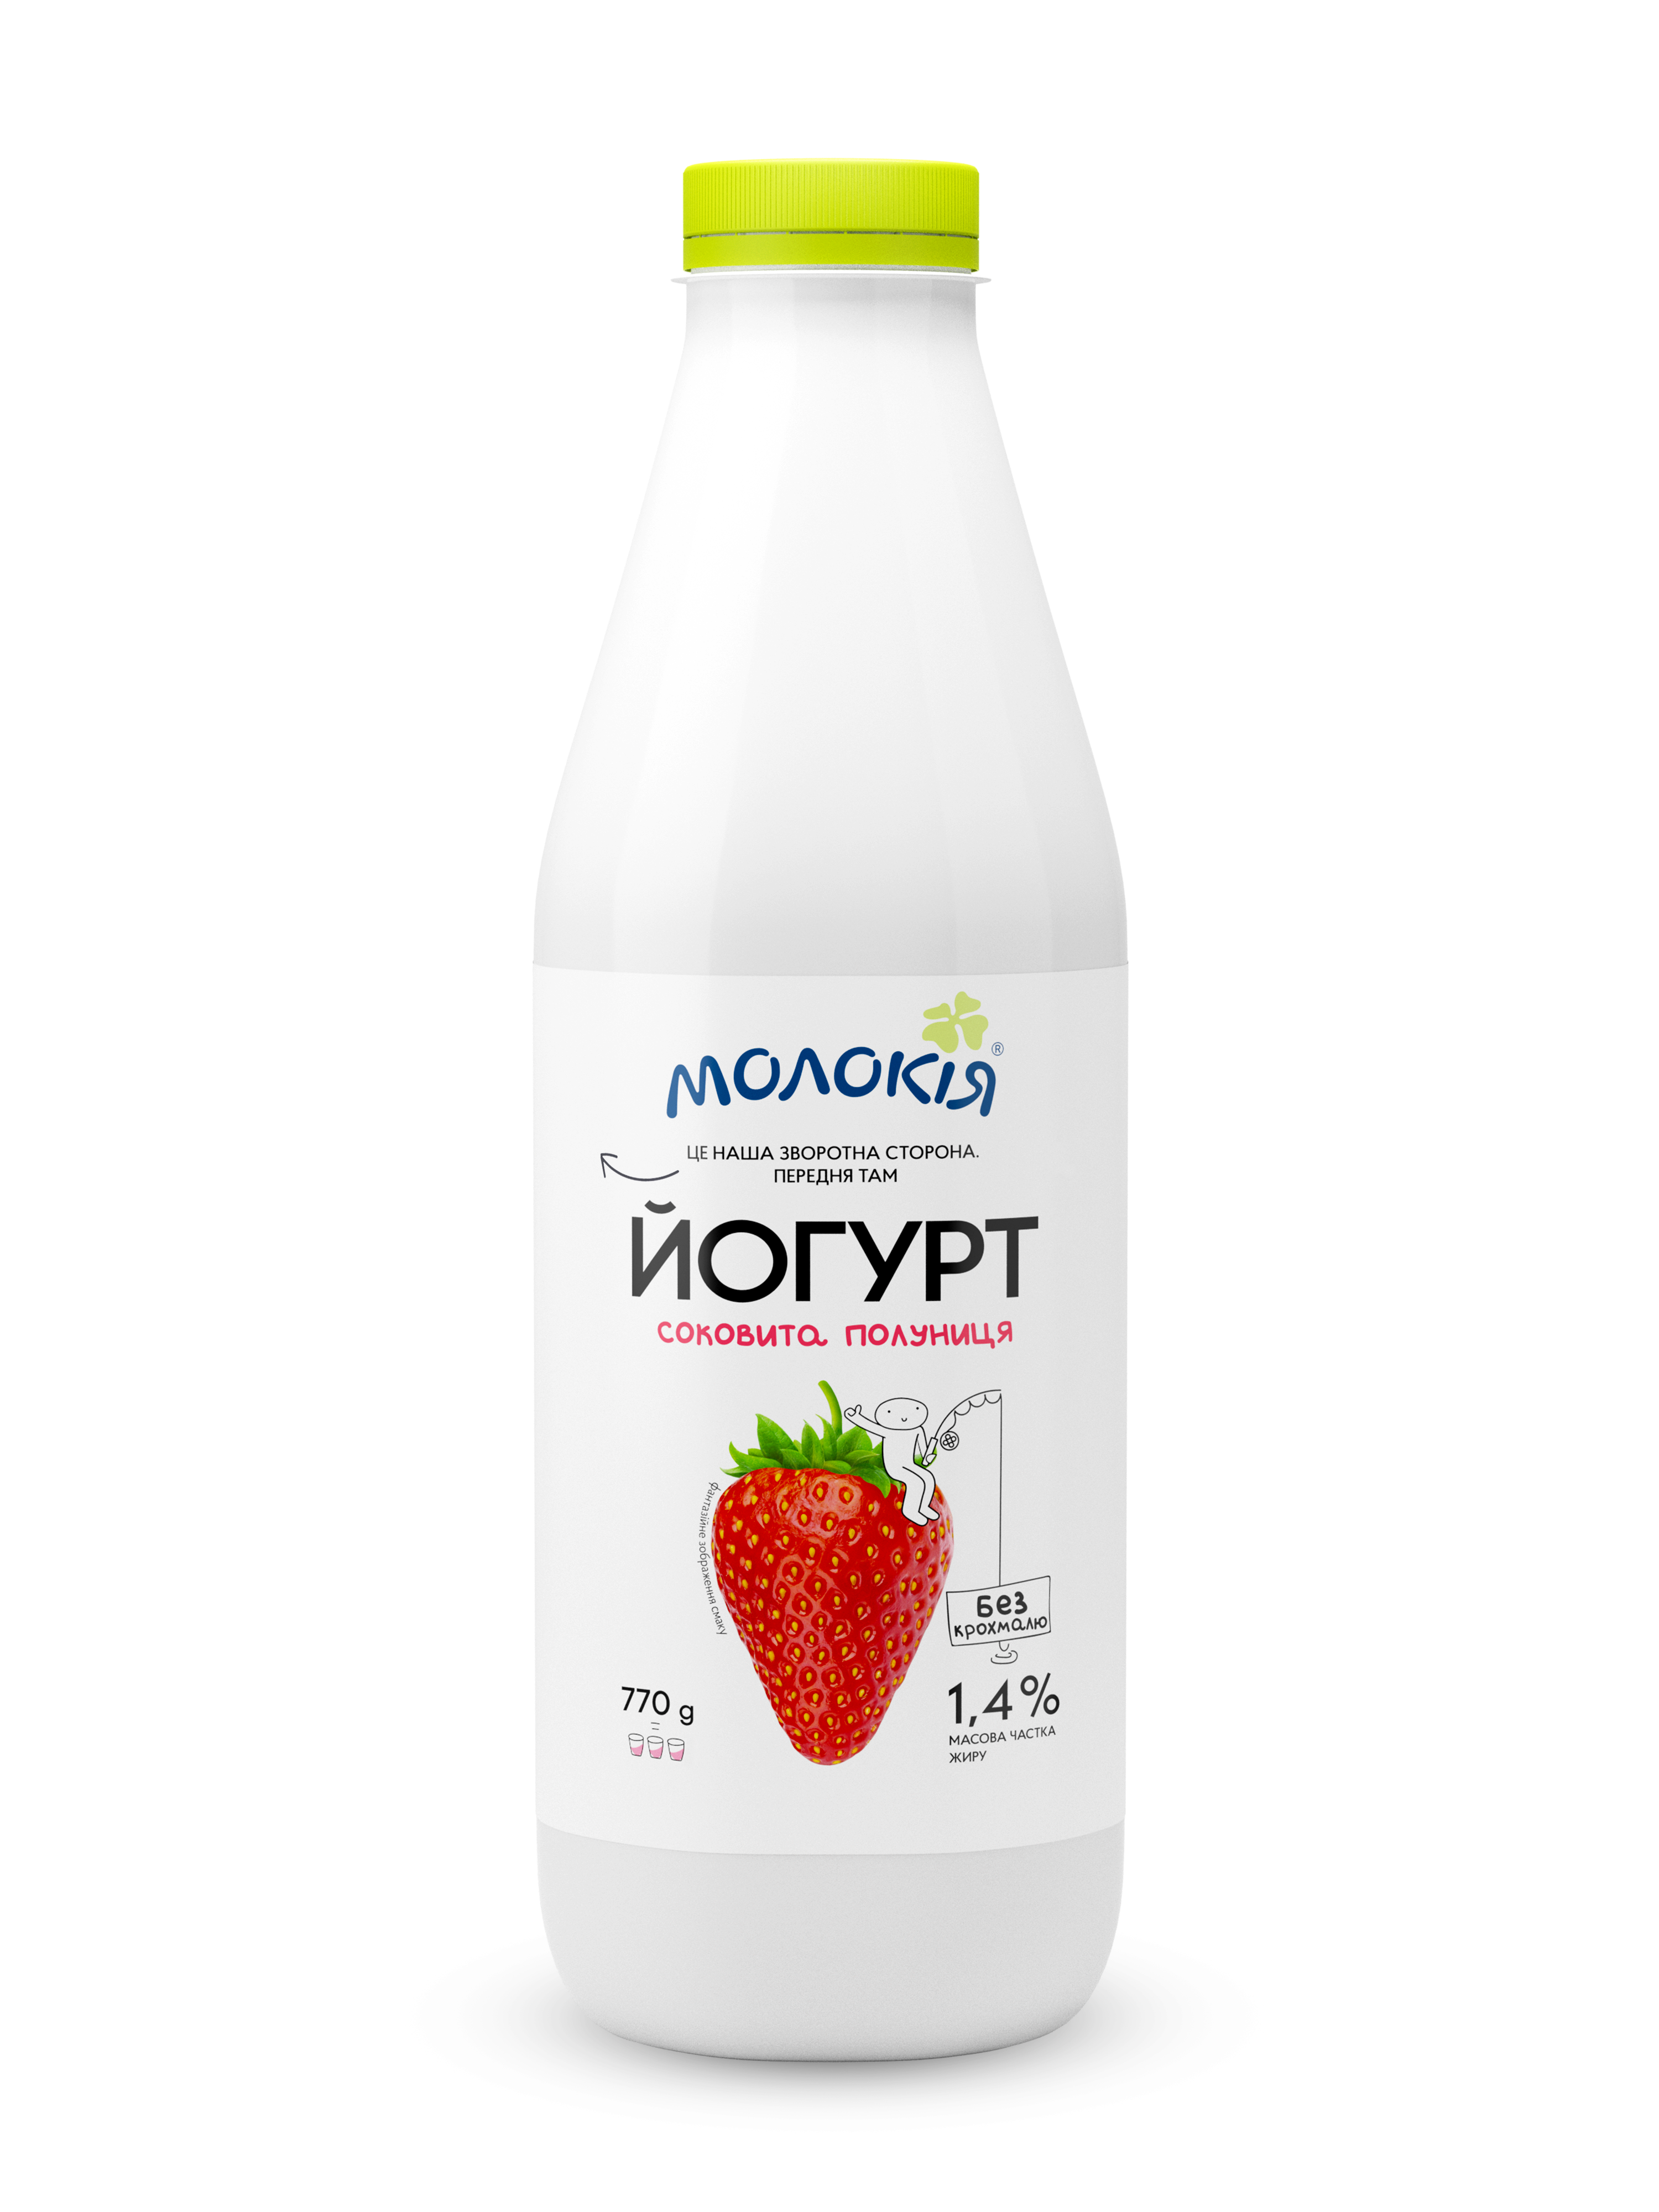 МОЛОКІЯ®
ЦЕ НАША ЗВОРОТНА СТОРОНА.
ПЕРЕДНЯ ТАМ
ЙОГУРТ
СОКОВИТА ПОЛУНИЦЯ
фантазійне зображення смаку
Без
крохмалю
770 g
=
1,4%
МАСОВА ЧАСТКА
ЖИРУ